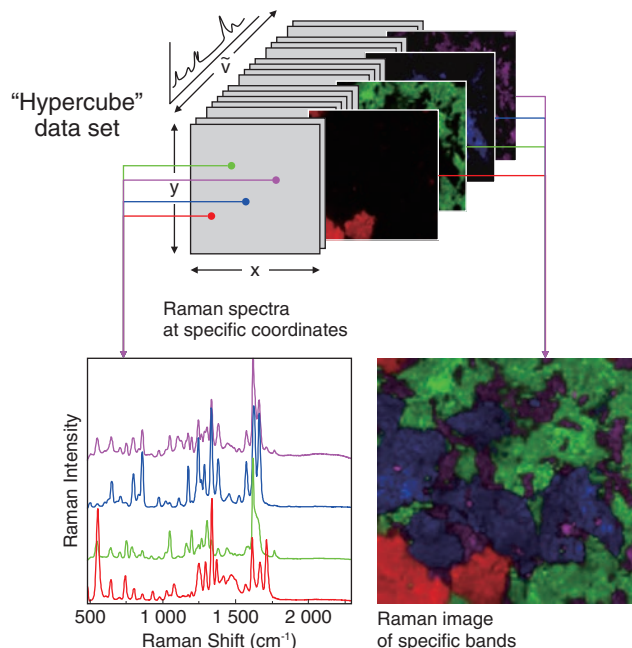 ṽ
“Hypercube”
data set
y
x
Raman spectra
at specific coordinates
Raman Intensity
500 1 000 1 500 2 000
Raman Shift (cm⁻¹)
Raman image
of specific bands